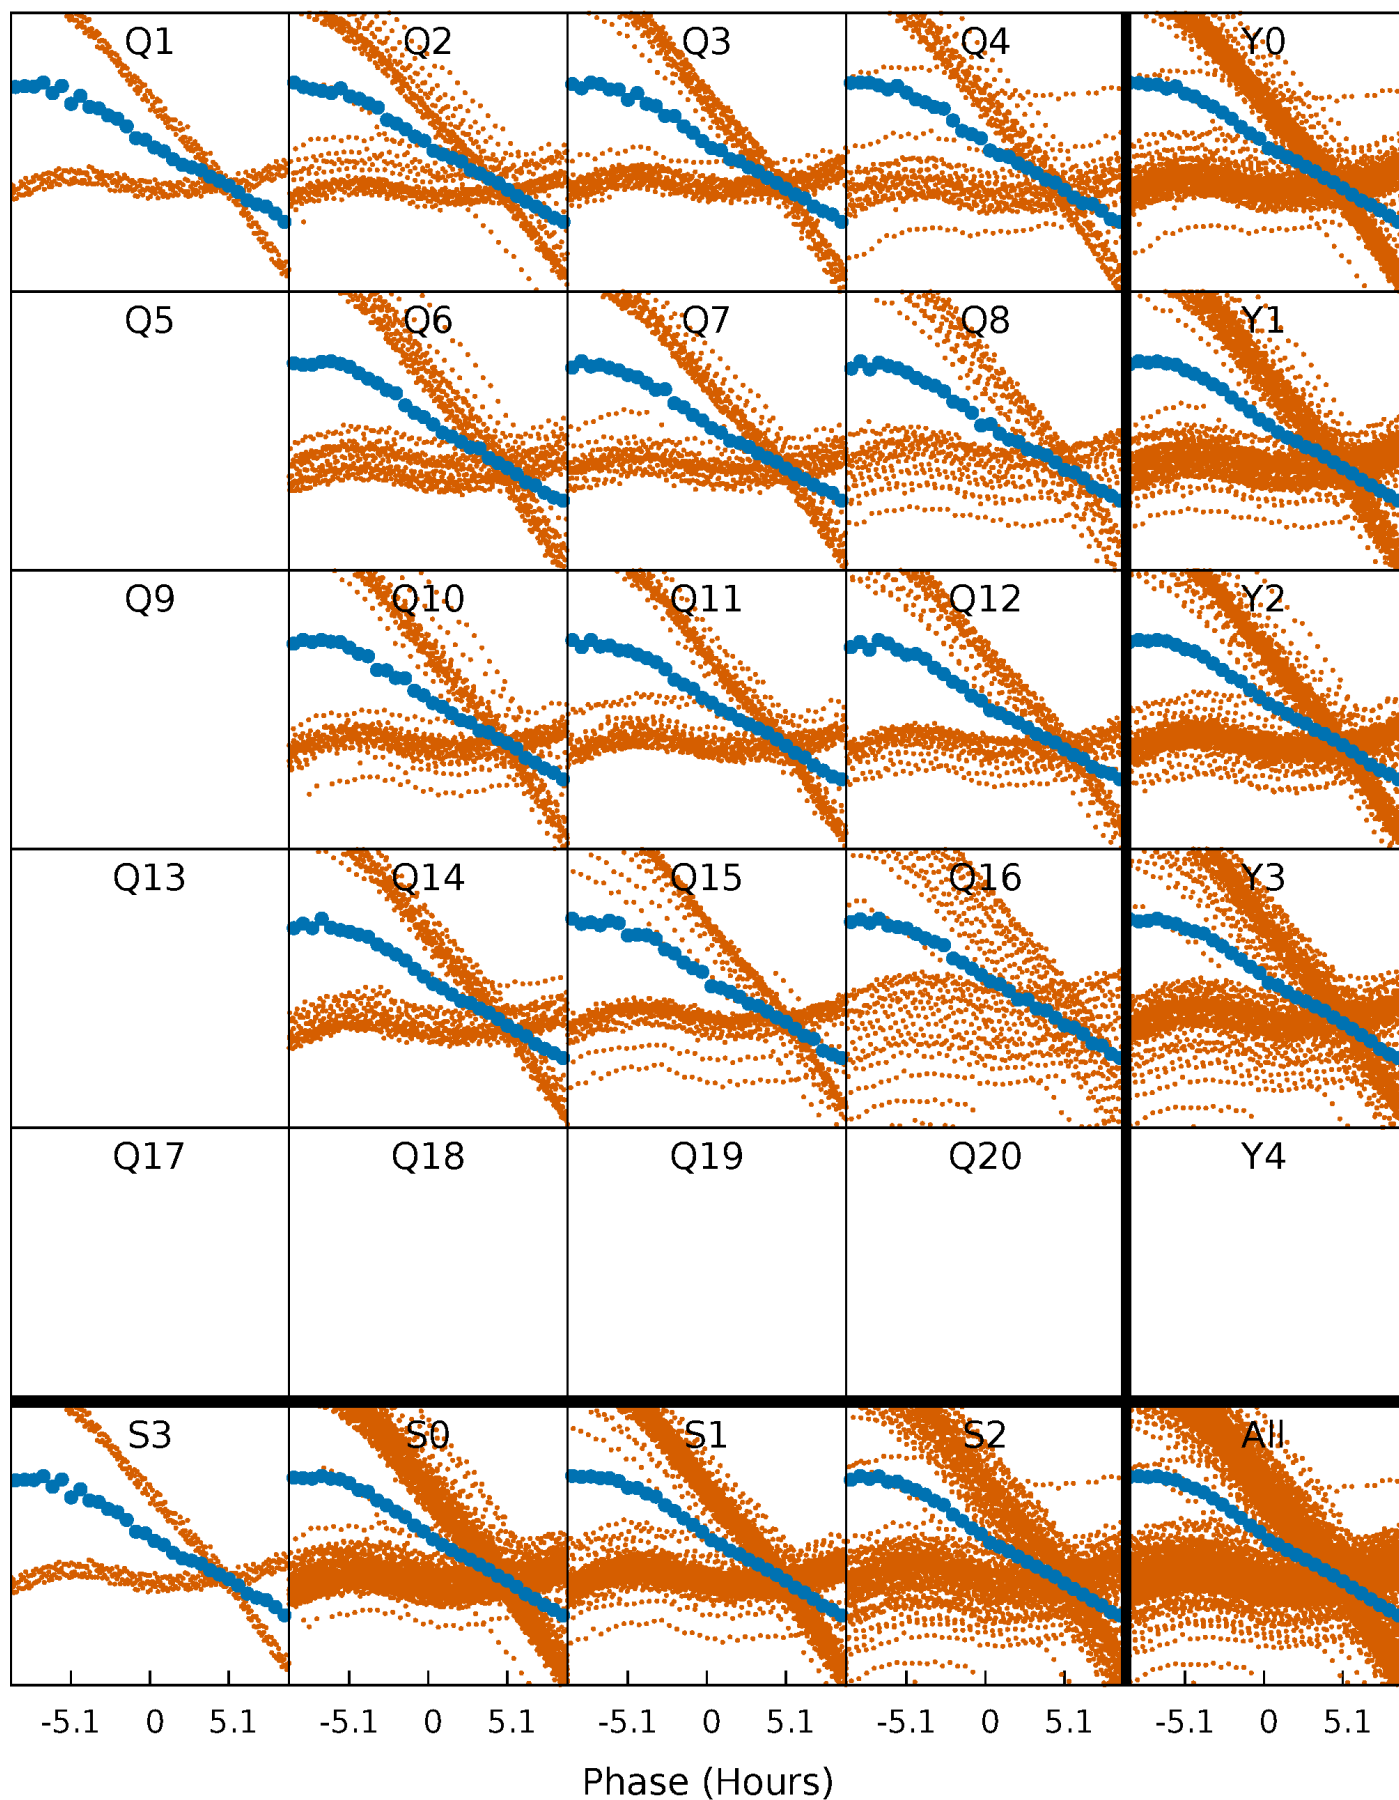 Q1 Q2 Q3 Q4 Y0
Q5 Q6 Q7 Q8 Y1
Q9 Q10 Q11 Q12 Y2
Q13 Q14 Q15 Q16 Y3
Q17 Q18 Q19 Q20 Y4
S3 S0 S1 S2 All
-5.1 0 5.1 -5.1 0 5.1 -5.1 0 5.1 -5.1 0 5.1 -5.1 0 5.1
Phase (Hours)